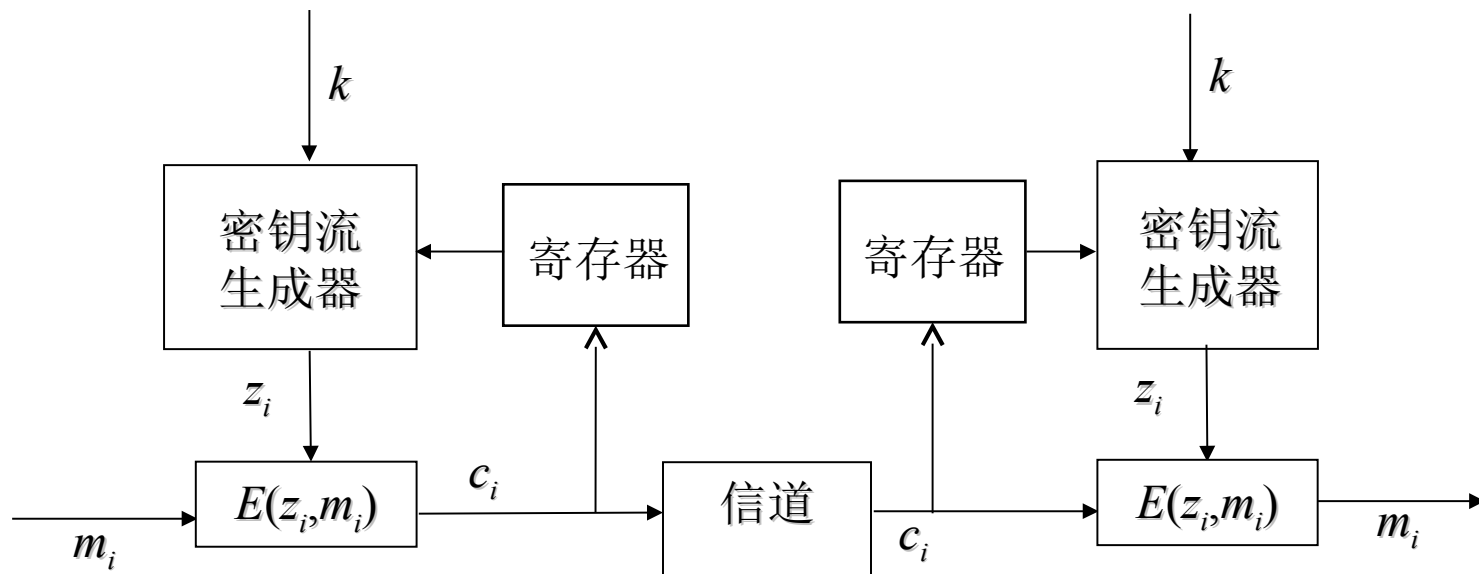 k
k
密钥流
生成器
寄存器
寄存器
密钥流
生成器
z_i
z_i
m_i
E(z_i,m_i)
c_i
信道
c_i
E(z_i,m_i)
m_i